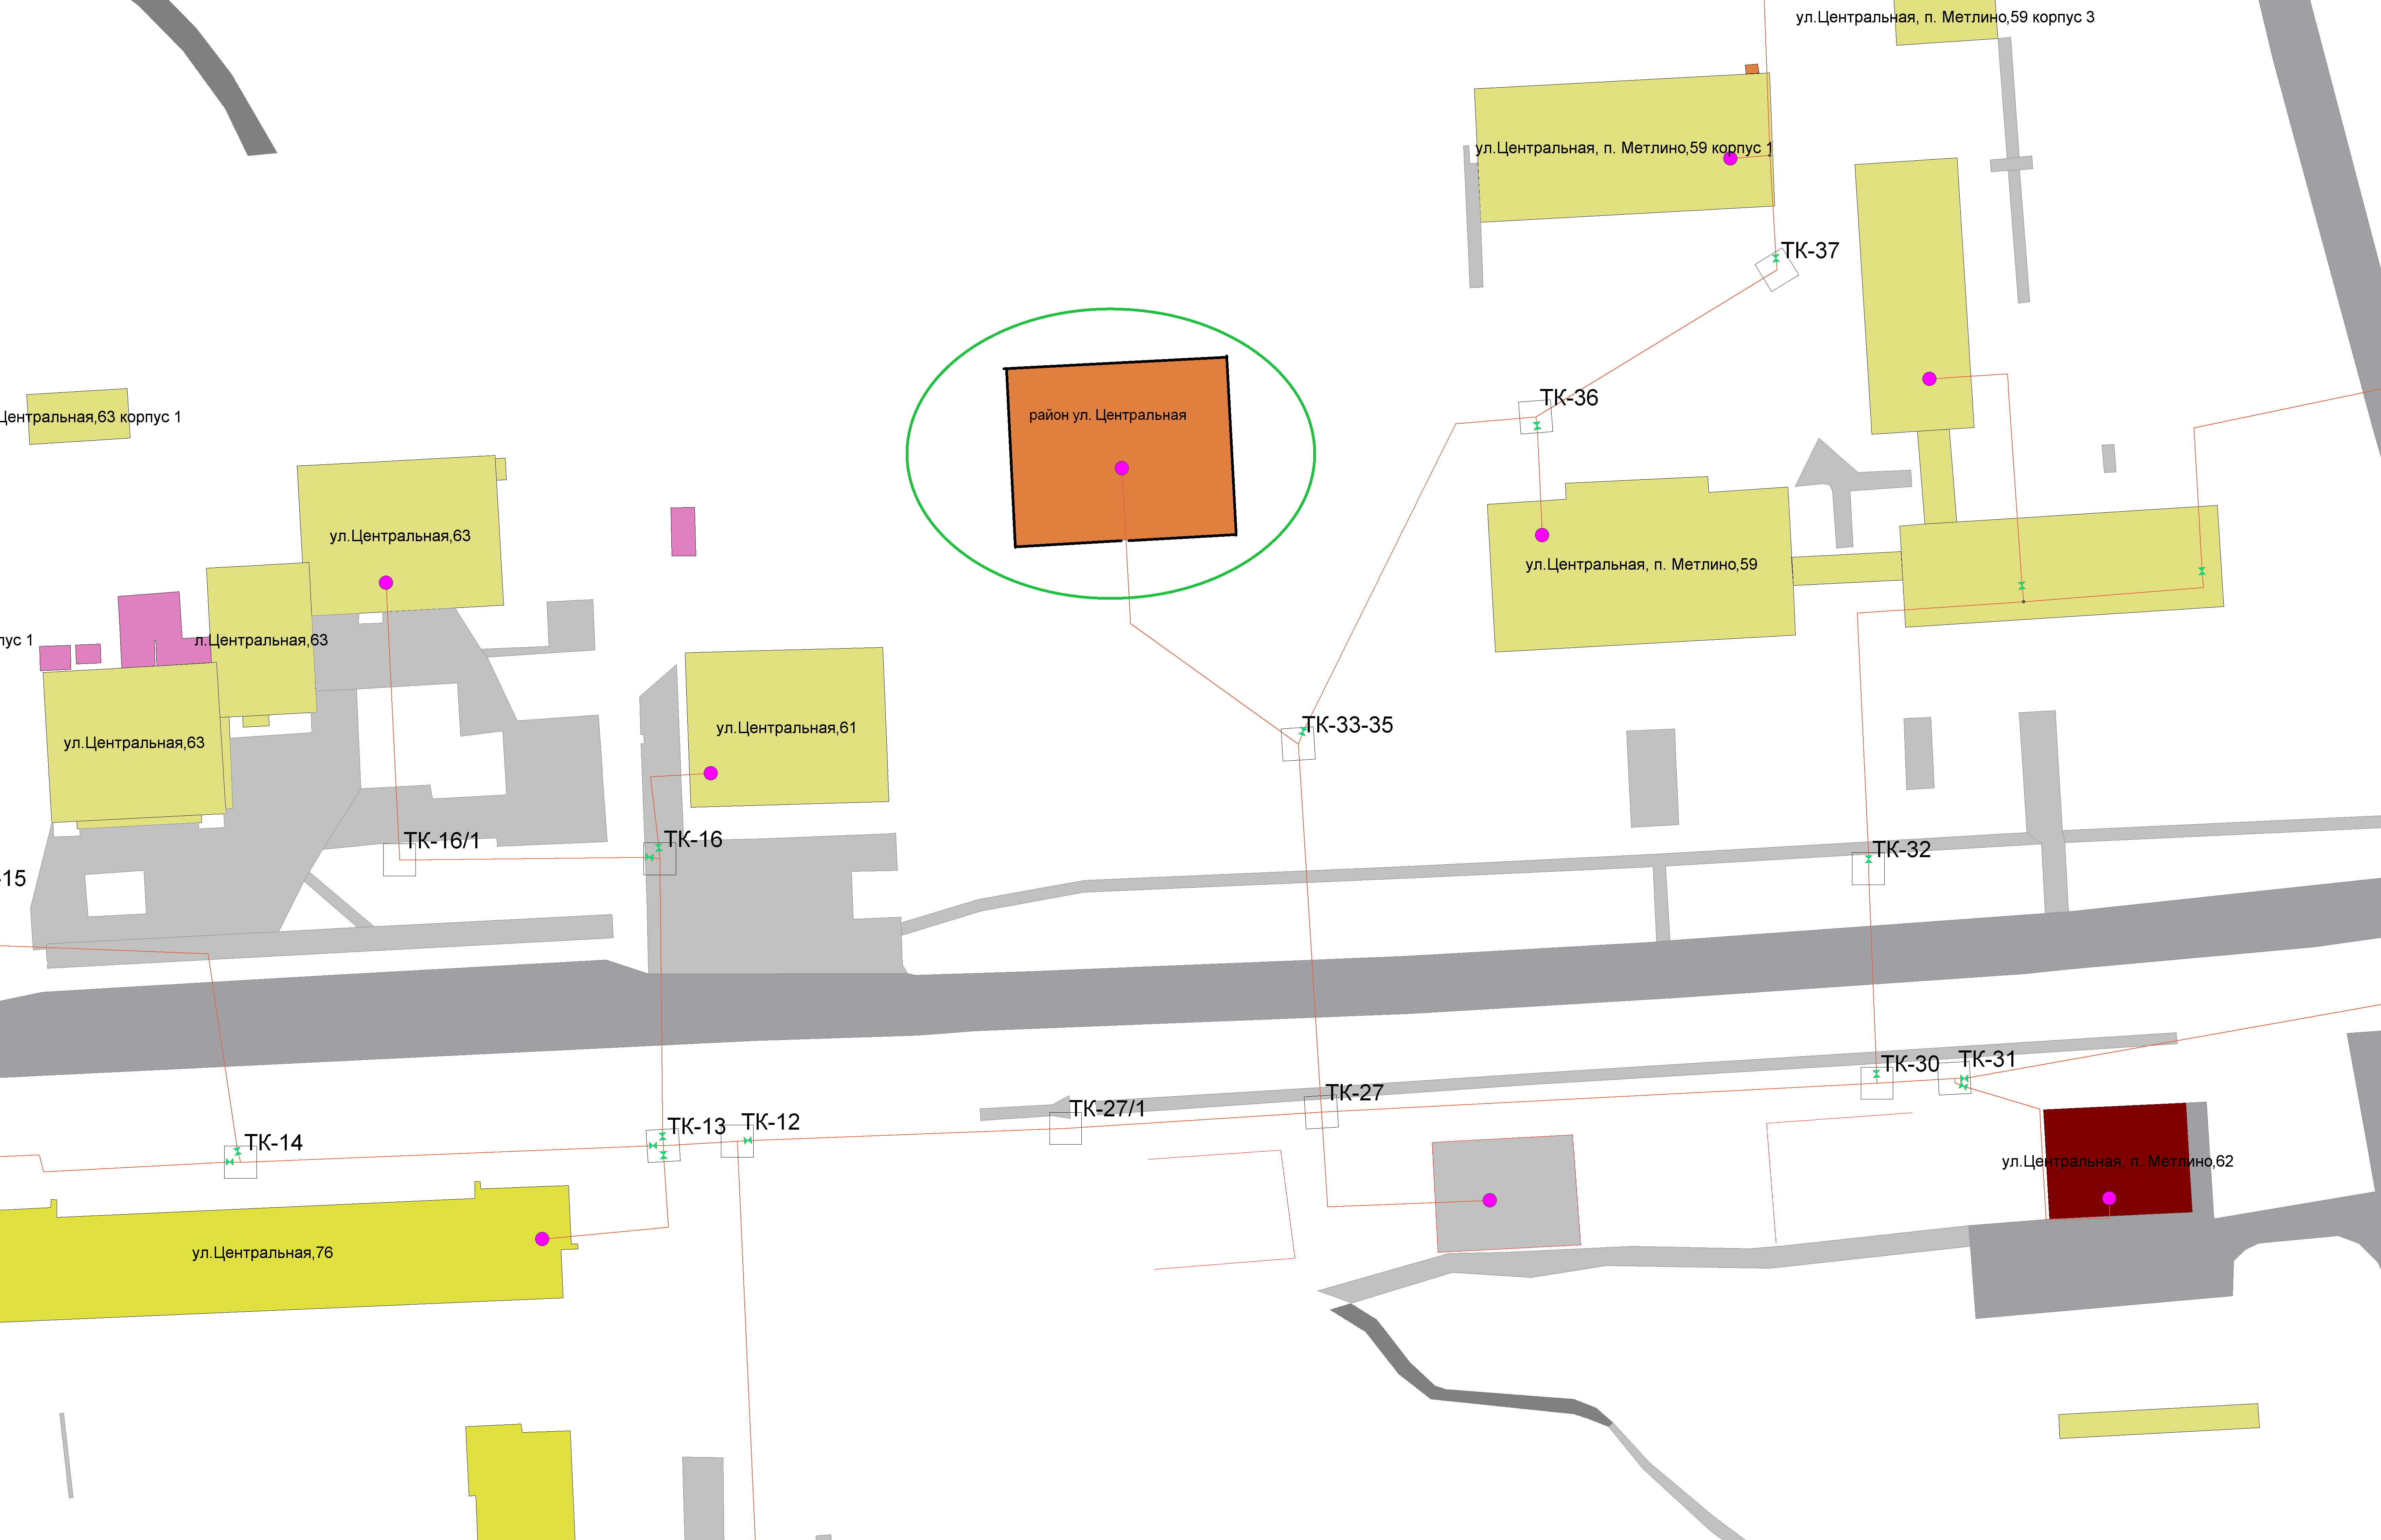 ул.Центральная, п. Метлино,59 корпус 3
ул.Центральная, п. Метлино,59 корпус 1
ТК-37
ТК-36
район ул. Центральная
Центральная,63 корпус 1
ул.Центральная,63
ул.Центральная, п. Метлино,59
пус 1
л.Центральная,63
ул.Центральная,63
ул.Центральная,61
ТК-33-35
ТК-16/1
ТК-16
ТК-32
-15
ТК-30
ТК-31
ТК-27
ТК-27/1
ТК-12
ТК-13
ТК-14
ул.Центральная, п. Метлино,62
ул.Центральная,76